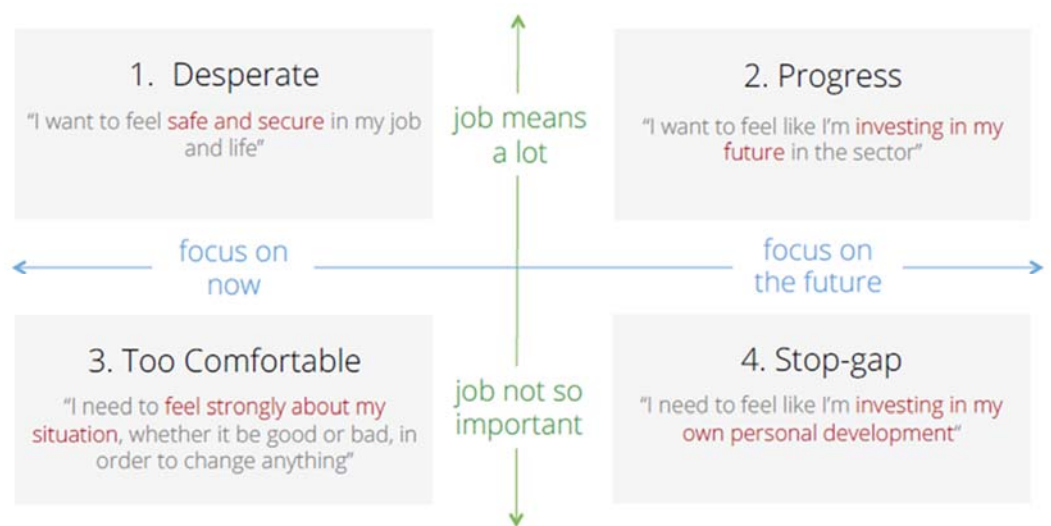 1. Desperate
“I want to feel safe and secure in my job
and life”
job means
a lot
2. Progress
“I want to feel like I’m investing in my
future in the sector”
focus on
now
focus on
the future
3. Too Comfortable
“I need to feel strongly about my
situation, whether it be good or bad, in
order to change anything”
job not so
important
4. Stop-gap
“I need to feel like I’m investing in my
own personal development“